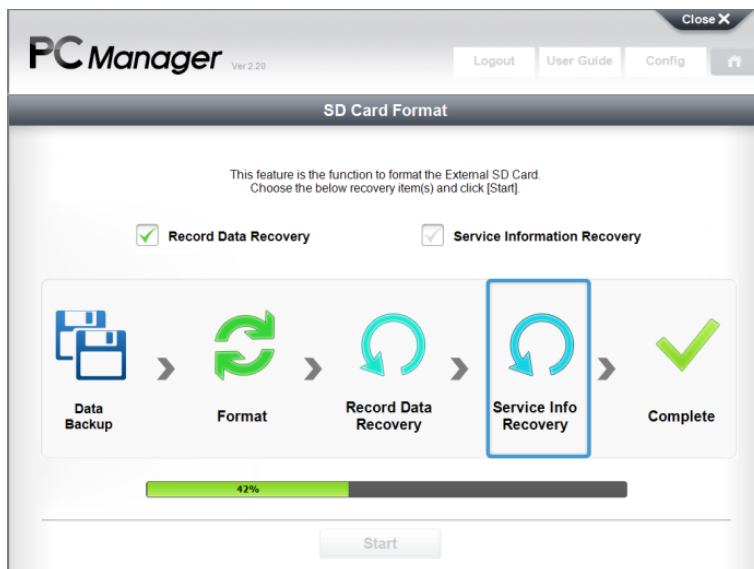 Close X
PC Manager Ver 2.20
Logout User Guide Config
SD Card Format
This feature is the function to format the External SD Card.
Choose the below recovery item(s) and click [Start].
Record Data Recovery Service Information Recovery
Data Backup
Format
Record Data Recovery
Service Info Recovery
Complete
42%
Start